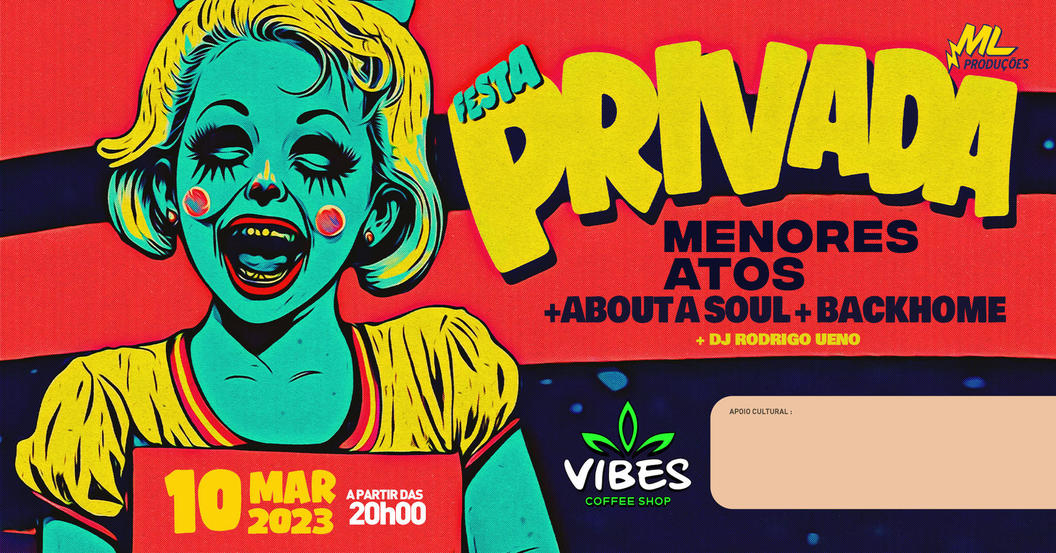 FESTA
PRIVADA
ML
PRODUÇÕES
MENORES
ATOS
+ABOUT A SOUL + BACKHOME
+ DJ RODRIGO UENO
APOIO CULTURAL :
VIBES
COFFEE SHOP
10 MAR
2023
A PARTIR DAS
20h00